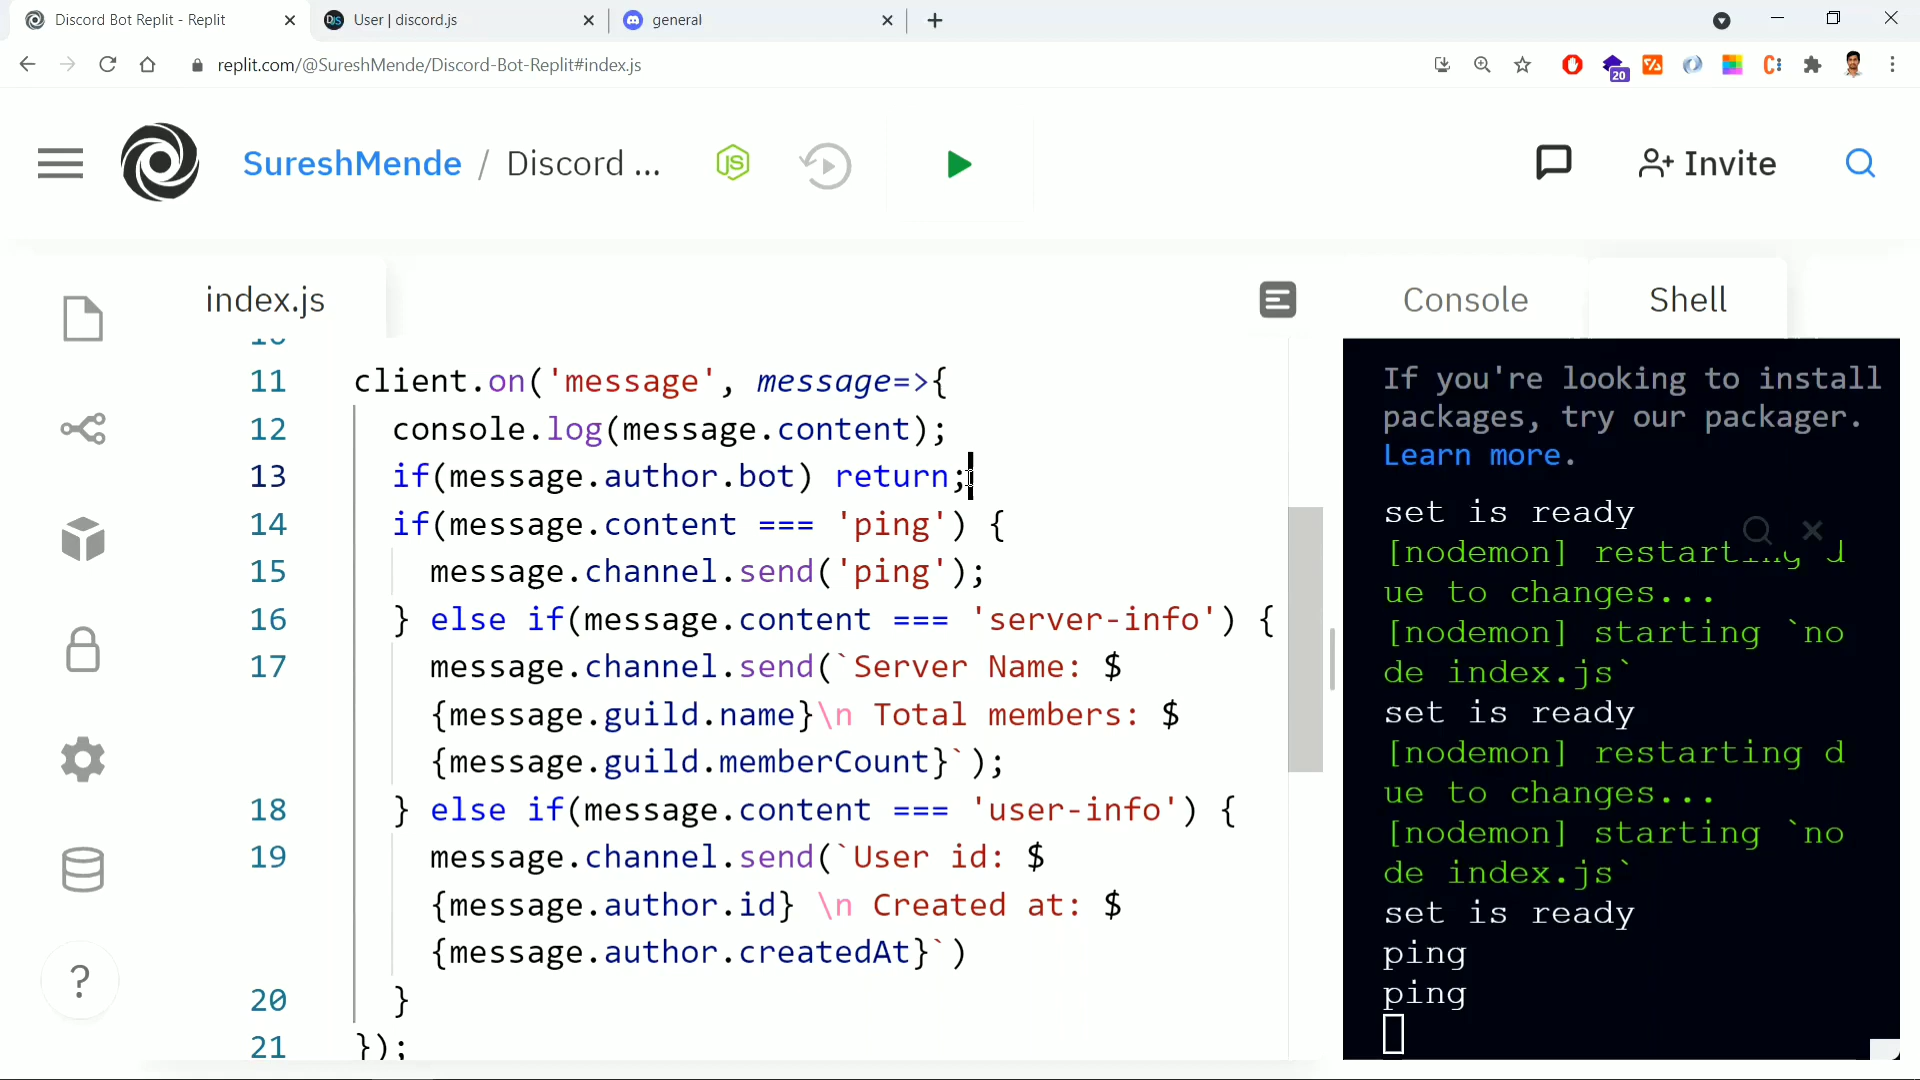 Discord Bot Replit - Replit
User | discord.js
general
replit.com/@SureshMende/Discord-Bot-Replit#index.js
20
SureshMende / Discord ...
Invite
index.js
Console
Shell
11 client.on('message', message=>{
12 console.log(message.content);
13 if(message.author.bot) return;
14 if(message.content === 'ping') {
15 message.channel.send('ping');
16 } else if(message.content === 'server-info') {
17 message.channel.send(`Server Name: $
{message.guild.name}\n Total members: $
{message.guild.memberCount}`);
18 } else if(message.content === 'user-info') {
19 message.channel.send(`User id: $
{message.author.id} \n Created at: $
{message.author.createdAt}`)
20 }
21 });
If you're looking to install
packages, try our packager.
Learn more.
set is ready
[nodemon] restarting d
ue to changes...
[nodemon] starting `no
de index.js`
set is ready
[nodemon] restarting d
ue to changes...
[nodemon] starting `no
de index.js`
set is ready
ping
ping